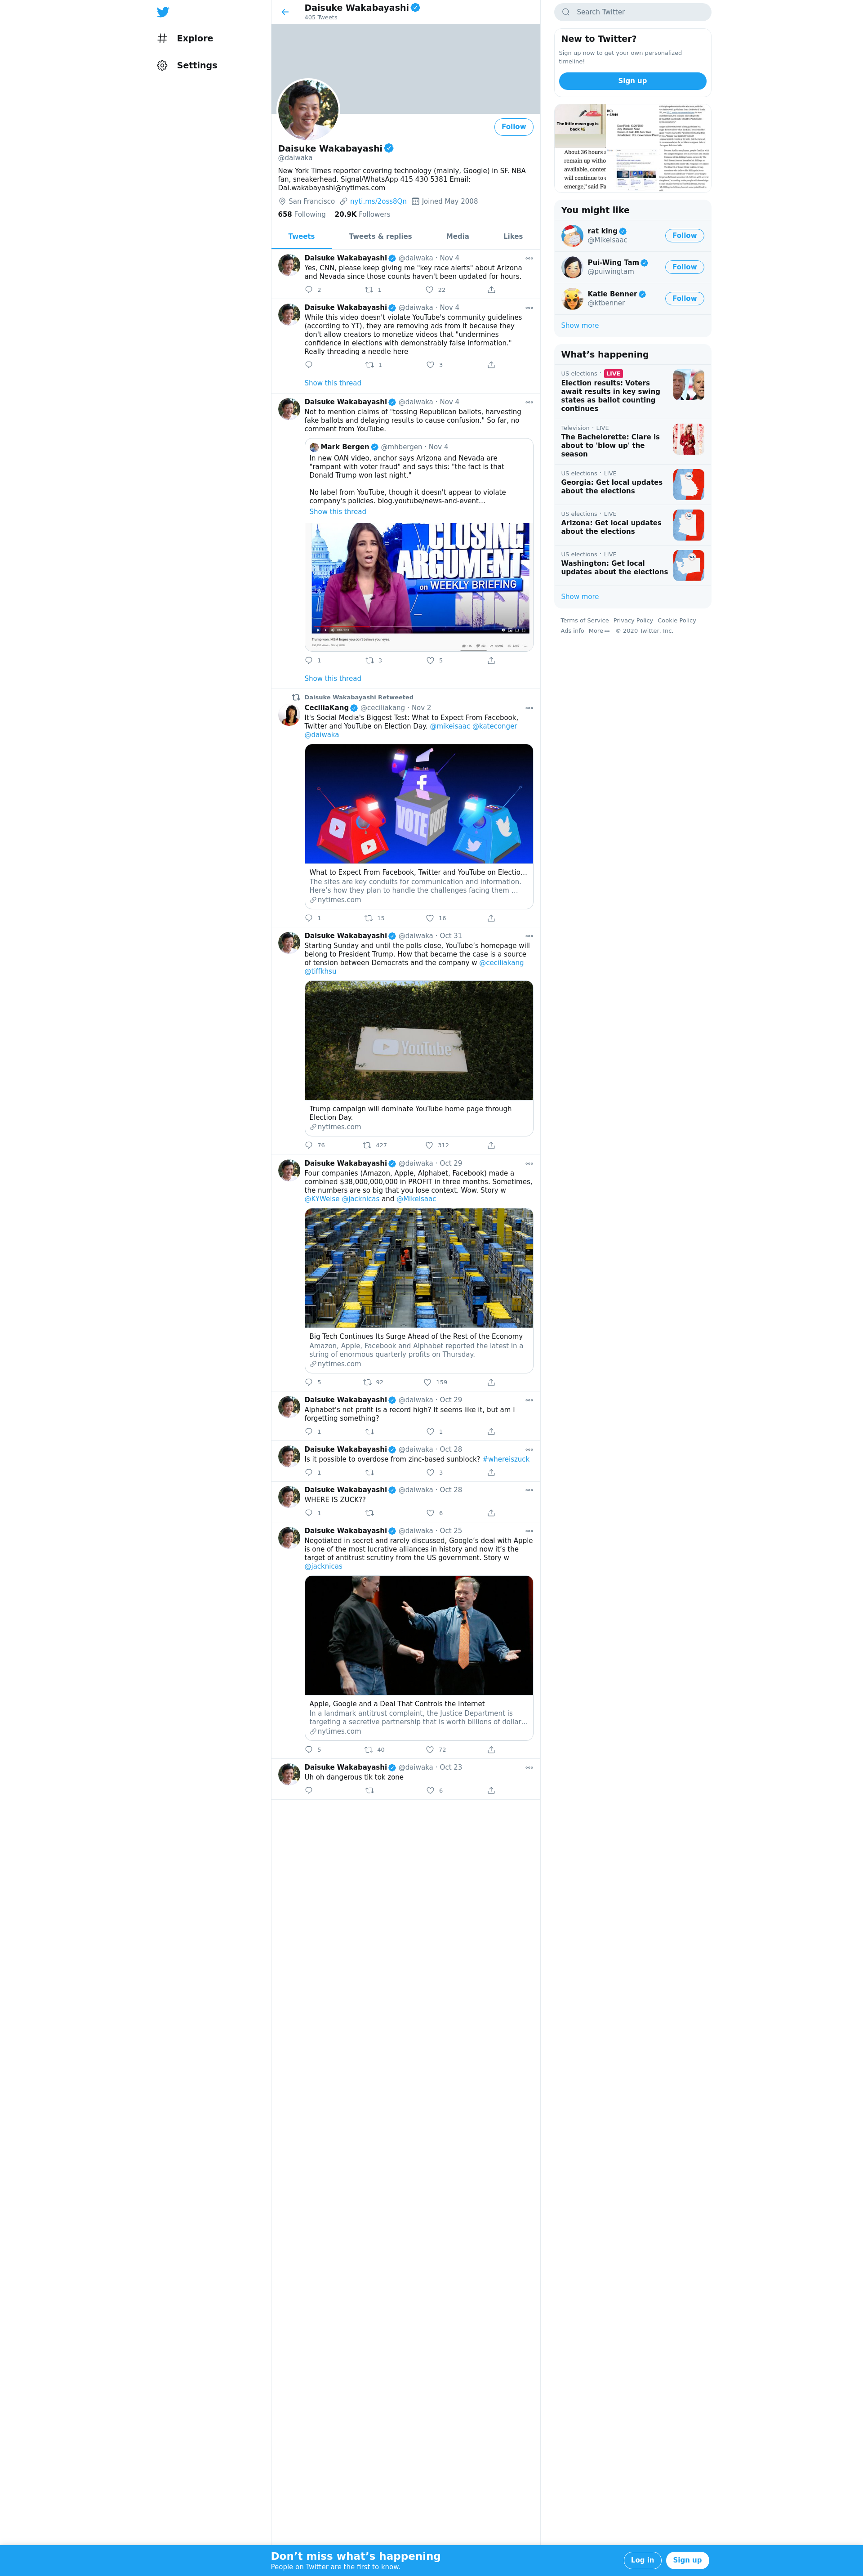 Daisuke Wakabayashi
405 Tweets
Explore
Settings
Follow
Daisuke Wakabayashi
@daiwaka
New York Times reporter covering technology (mainly, Google) in SF. NBA
fan, sneakerhead. Signal/WhatsApp 415 430 5381 Email:
Dai.wakabayashi@nytimes.com
San Francisco nyti.ms/2ossBQn Joined May 2008
658 Following 20.9K Followers
Tweets Tweets & replies Media Likes
Daisuke Wakabayashi @daiwaka · Nov 4
Yes, CNN, please keep giving me "key race alerts" about Arizona
and Nevada since those counts haven't been updated for hours.
2 1 22
Daisuke Wakabayashi @daiwaka · Nov 4
While this video doesn't violate YouTube's community guidelines
(according to YT), they are removing ads from it because they
don't allow creators to monetize videos that "undermines
confidence in elections with demonstrably false information."
Really threading a needle here
1 3
Show this thread
Daisuke Wakabayashi @daiwaka · Nov 4
Not to mention claims of "tossing Republican ballots, harvesting
fake ballots and delaying results to cause confusion." So far, no
comment from YouTube.
Mark Bergen @mhbergen · Nov 4
In new OAN video, anchor says Arizona and Nevada are
"rampant with voter fraud" and says this: "the fact is that
Donald Trump won last night."
No label from YouTube, though it doesn't appear to violate
company's policies. blog.youtube/news-and-event…
Show this thread
CLOSING
ARGUMENT
on WEEKLY BRIEFING
Trump won. MSM hopes you don't believe your eyes.
1 3 5
Show this thread
Daisuke Wakabayashi Retweeted
CeciliaKang @ceciliakang · Nov 2
It's Social Media's Biggest Test: What to Expect From Facebook,
Twitter and YouTube on Election Day. @mikeisaac @kateconger
@daiwaka
VOTE
What to Expect From Facebook, Twitter and YouTube on Electio…
The sites are key conduits for communication and information.
Here's how they plan to handle the challenges facing them …
nytimes.com
1 15 16
Daisuke Wakabayashi @daiwaka · Oct 31
Starting Sunday and until the polls close, YouTube's homepage will
belong to President Trump. How that became the case is a source
of tension between Democrats and the company w @ceciliakang
@tiffkhsu
YouTube
Trump campaign will dominate YouTube home page through
Election Day.
nytimes.com
76 427 312
Daisuke Wakabayashi @daiwaka · Oct 29
Four companies (Amazon, Apple, Alphabet, Facebook) made a
combined $38,000,000,000 in PROFIT in three months. Sometimes,
the numbers are so big that you lose context. Wow. Story w
@KYWeise @jacknicas and @MikeIsaac
Big Tech Continues Its Surge Ahead of the Rest of the Economy
Amazon, Apple, Facebook and Alphabet reported the latest in a
string of enormous quarterly profits on Thursday.
nytimes.com
5 92 159
Daisuke Wakabayashi @daiwaka · Oct 29
Alphabet's net profit is a record high? It seems like it, but am I
forgetting something?
1 1
Daisuke Wakabayashi @daiwaka · Oct 28
Is it possible to overdose from zinc-based sunblock? #whereiszuck
1 3
Daisuke Wakabayashi @daiwaka · Oct 28
WHERE IS ZUCK??
1 6
Daisuke Wakabayashi @daiwaka · Oct 25
Negotiated in secret and rarely discussed, Google's deal with Apple
is one of the most lucrative alliances in history and now it's the
target of antitrust scrutiny from the US government. Story w
@jacknicas
Apple, Google and a Deal That Controls the Internet
In a landmark antitrust complaint, the Justice Department is
targeting a secretive partnership that is worth billions of dollar…
nytimes.com
5 40 72
Daisuke Wakabayashi @daiwaka · Oct 23
Uh oh dangerous tik tok zone
6
Search Twitter
New to Twitter?
Sign up now to get your own personalized
timeline!
Sign up
The little mean guy is
back
About 36 hours a
remain up witho
available, conter
will continue to e
emerge," said Fa
You might like
rat king
@MikeIsaac
Follow
Pui-Wing Tam
@puiwingtam
Follow
Katie Benner
@ktbenner
Follow
Show more
What's happening
US elections · LIVE
Election results: Voters
await results in key swing
states as ballot counting
continues
Television · LIVE
The Bachelorette: Clare is
about to 'blow up' the
season
US elections · LIVE
Georgia: Get local updates
about the elections
US elections · LIVE
Arizona: Get local updates
about the elections
US elections · LIVE
Washington: Get local
updates about the elections
Show more
Terms of Service Privacy Policy Cookie Policy
Ads info More © 2020 Twitter, Inc.
Don't miss what's happening
People on Twitter are the first to know.
Log in
Sign up